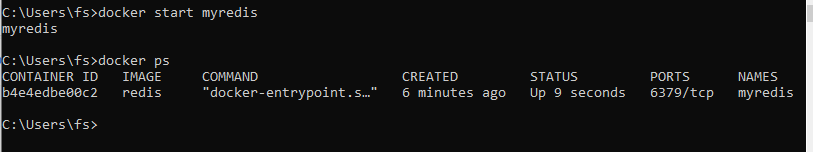 C:\Users\fs>docker start myredis
myredis
C:\Users\fs>docker ps
CONTAINER ID   IMAGE     COMMAND                  CREATED         STATUS         PORTS      NAMES
b4e4edbe00c2   redis     "docker-entrypoint.s…"   6 minutes ago   Up 9 seconds   6379/tcp   myredis
C:\Users\fs>